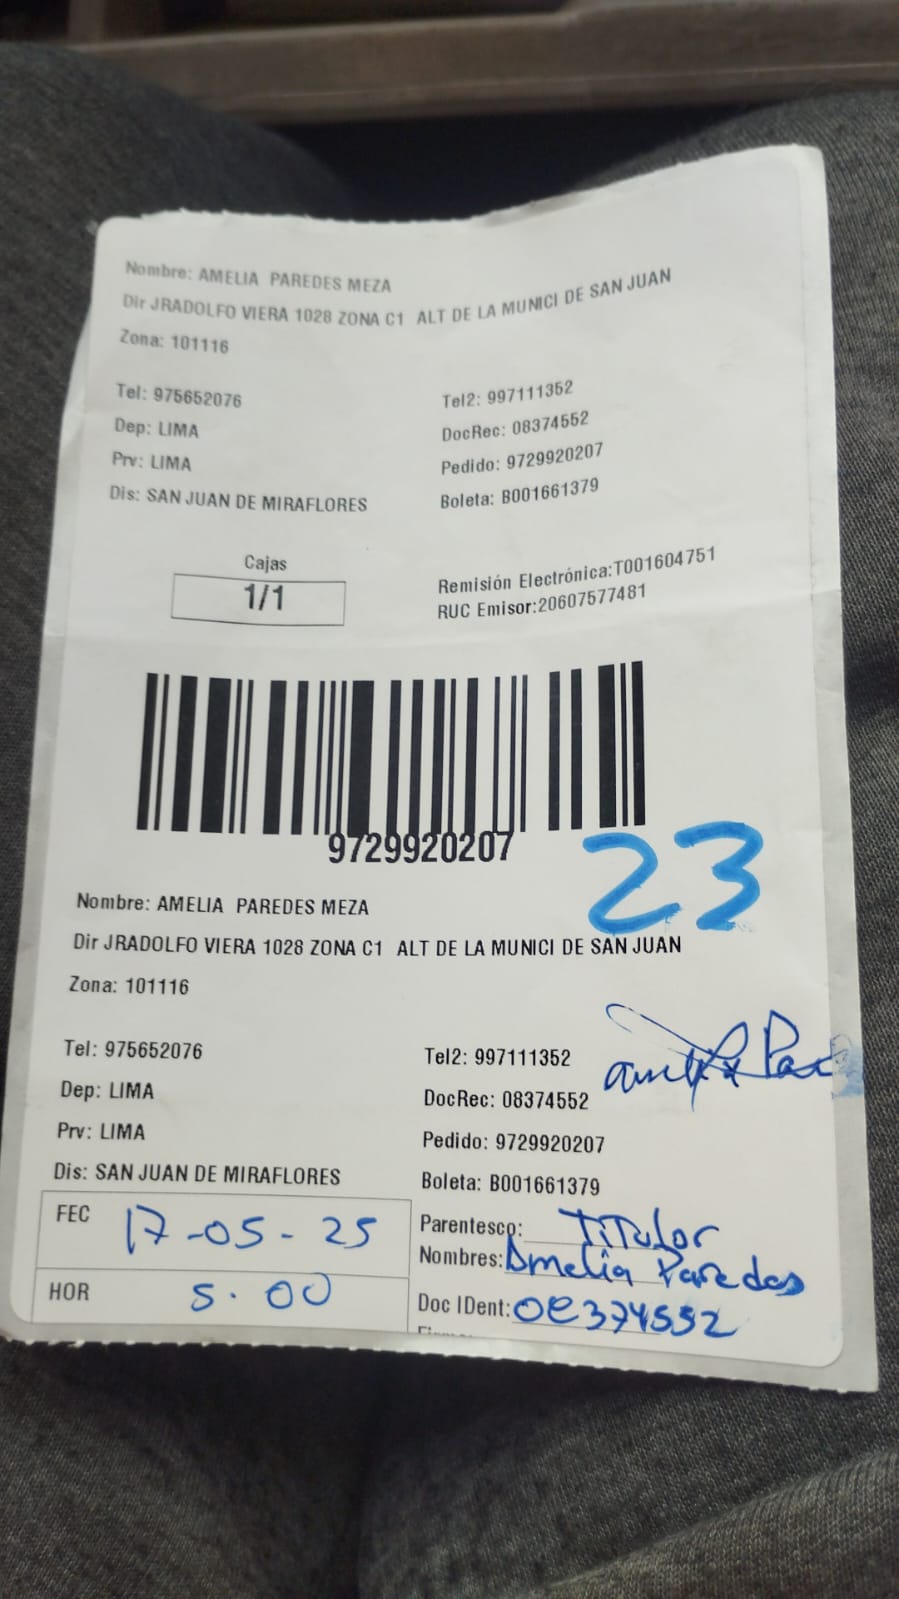 Nombre: AMELIA PAREDES MEZA
Dir JRADOLFO VIERA 1028 ZONA C1 ALT DE LA MUNICI DE SAN JUAN
Zona: 101116
Tel: 975652076 Tel2: 997111352
Dep: LIMA DocRec: 08374552
Prv: LIMA Pedido: 9729920207
Dis: SAN JUAN DE MIRAFLORES Boleta: B001661379
Cajas
1/1
Remisión Electrónica:T001604751
RUC Emisor:20607577481
9729920207
23
Nombre: AMELIA PAREDES MEZA
Dir JRADOLFO VIERA 1028 ZONA C1 ALT DE LA MUNICI DE SAN JUAN
Zona: 101116
Tel: 975652076 Tel2: 997111352
Dep: LIMA DocRec: 08374552
Prv: LIMA Pedido: 9729920207
Dis: SAN JUAN DE MIRAFLORES Boleta: B001661379
FEC 17-05-25
HOR 5.00
Parentesco: Titular
Nombres: Amelia Paredes
Doc IDent: 08374552